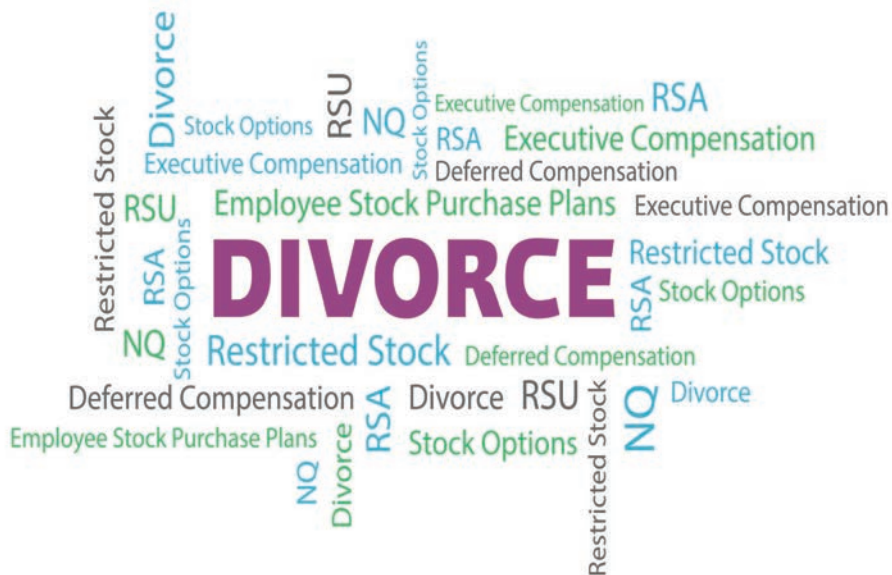 Divorce
Stock Options
RSU
NQ
Stock Options
Executive Compensation
RSA
RSA
Executive Compensation
Executive Compensation
Deferred Compensation
Restricted Stock
RSU
Employee Stock Purchase Plans
Executive Compensation
RSA
Stock Options
DIVORCE
Restricted Stock
RSA
Stock Options
NQ
Restricted Stock
Deferred Compensation
Deferred Compensation
RSA
Divorce
RSU
Restricted Stock
NQ
Divorce
Employee Stock Purchase Plans
NQ
Divorce
Stock Options